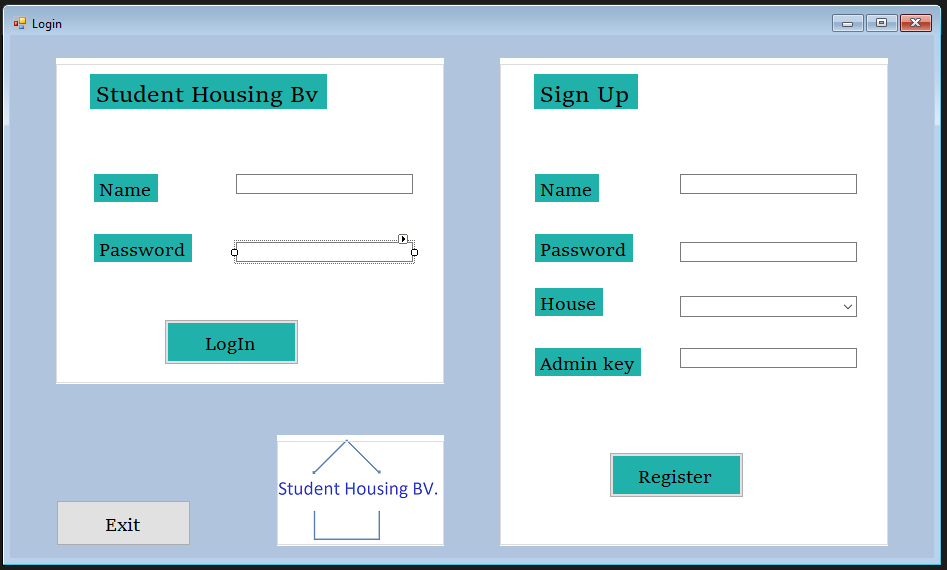 Login
Student Housing Bv
Name
Password
LogIn
Sign Up
Name
Password
House
Admin key
Register
Student Housing BV.
Exit